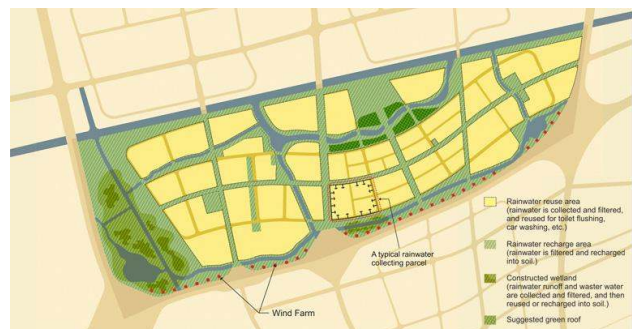 Rainwater reuse area
(rainwater is collected and filtered,
and reused for toilet flushing,
car washing, etc.)
Rainwater recharge area
(rainwater is filtered and recharged
into soil.)
A typical rainwater
collecting parcel
Constructed wetland
(rainwater runoff and waster water
are collected and filtered, and then
reused or recharged into soil.)
Wind Farm
Suggested green roof